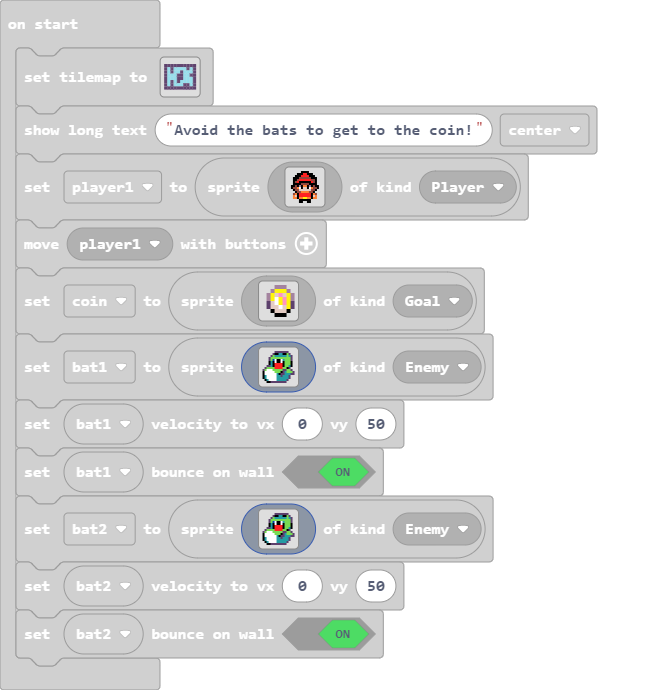 on start
set tilemap to
show long text "Avoid the bats to get to the coin!" center
set player1 to sprite of kind Player
move player1 with buttons
set coin to sprite of kind Goal
set bat1 to sprite of kind Enemy
set bat1 velocity to vx 0 vy 50
set bat1 bounce on wall ON
set bat2 to sprite of kind Enemy
set bat2 velocity to vx 0 vy 50
set bat2 bounce on wall ON